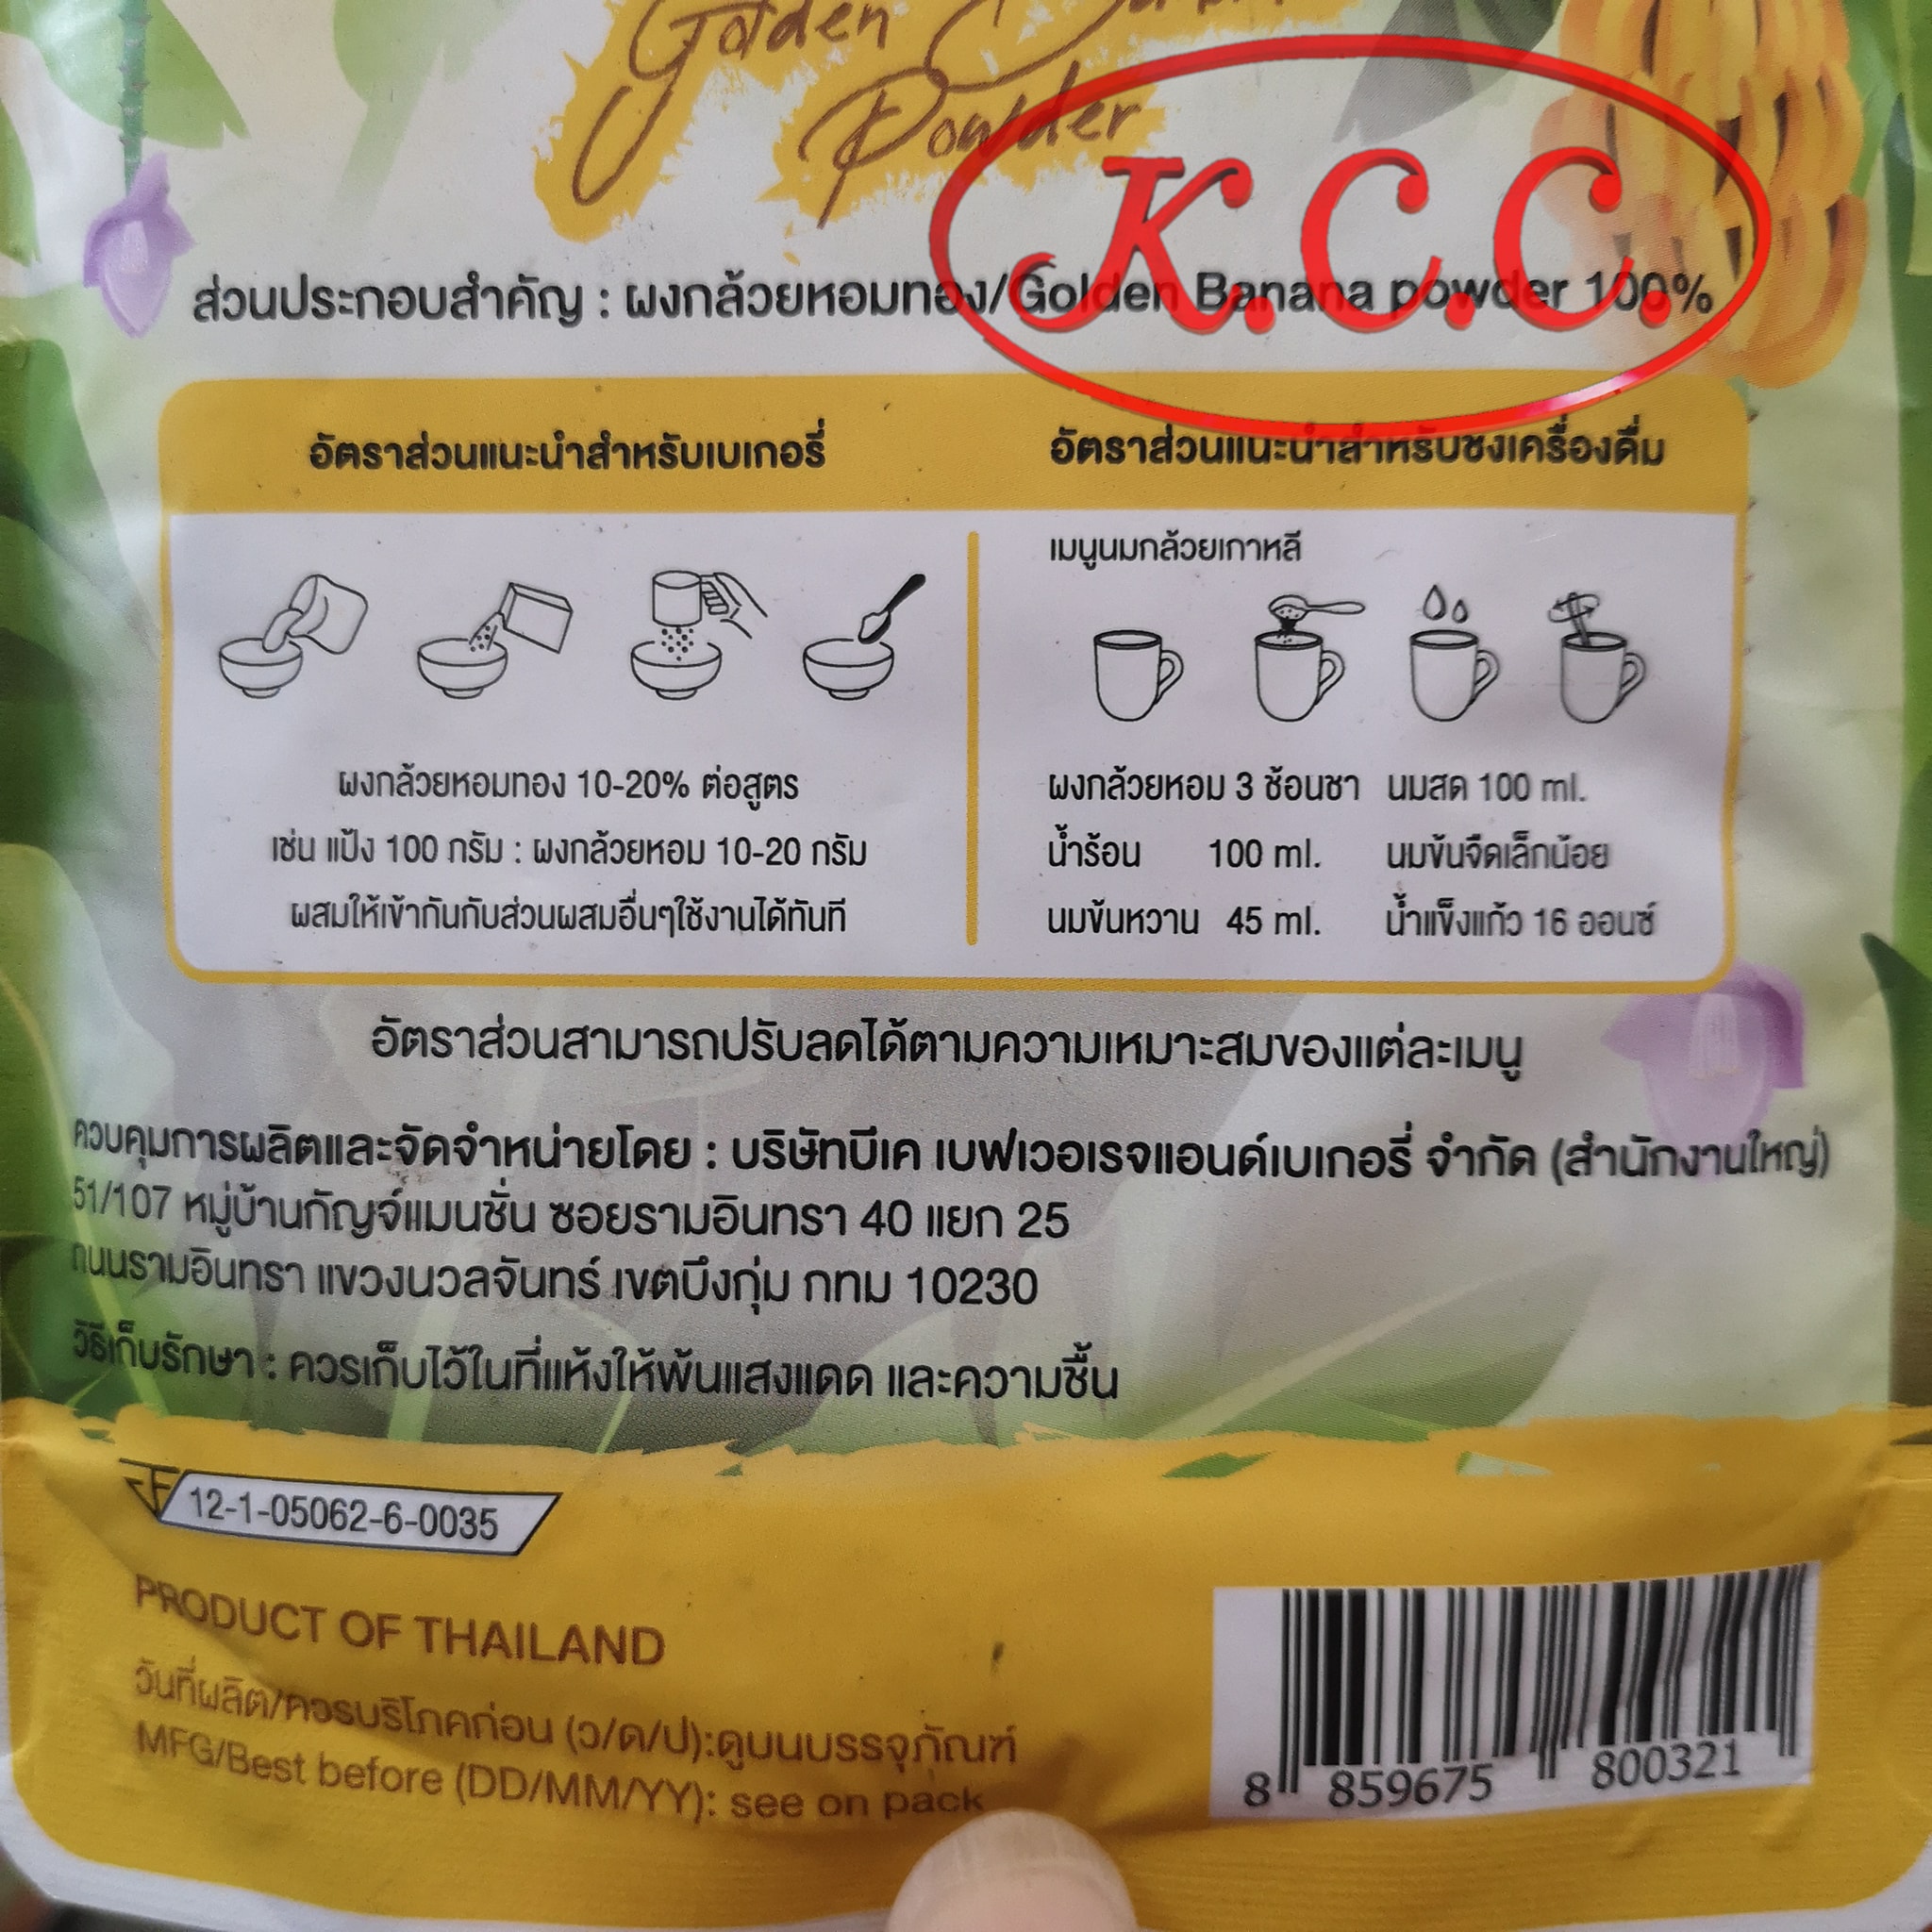 Golden
Powder
K.C.C.
ส่วนประกอบสำคัญ : ผงกล้วยหอมทอง/Golden Banana powder 100%
อัตราส่วนแนะนำสำหรับเบเกอรี่
อัตราส่วนแนะนำสำหรับชงเครื่องดื่ม
เมนูนมกล้วยเกาหลี
ผงกล้วยหอมทอง 10-20% ต่อสูตร
เช่น แป้ง 100 กรัม : ผงกล้วยหอม 10-20 กรัม
ผสมให้เข้ากันกับส่วนผสมอื่นๆใช้งานได้ทันที
ผงกล้วยหอม 3 ช้อนชา นมสด 100 ml.
น้ำร้อน 100 ml. นมข้นจืดเล็กน้อย
นมข้นหวาน 45 ml. น้ำแข็งแก้ว 16 ออนซ์
อัตราส่วนสามารถปรับลดได้ตามความเหมาะสมของแต่ละเมนู
ควบคุมการผลิตและจัดจำหน่ายโดย : บริษัทบีเค เบฟเวอเรจแอนด์เบเกอรี่ จำกัด (สำนักงานใหญ่)
51/107 หมู่บ้านกัญจ์แมนชั่น ซอยรามอินทรา 40 แยก 25
ถนนรามอินทรา แขวงนวลจันทร์ เขตบึงกุ่ม กทม 10230
วิธีเก็บรักษา : ควรเก็บไว้ในที่แห้งให้พ้นแสงแดด และความชื้น
12-1-05062-6-0035
PRODUCT OF THAILAND
วันที่ผลิต/ควรบริโภคก่อน (ว/ด/ป):ดูบนบรรจุภัณฑ์
MFG/Best before (DD/MM/YY): see on pack
8 859675 800321